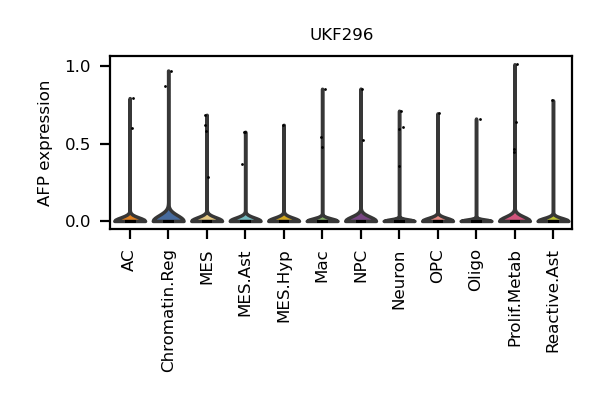 UKF296
AFP expression
1.0
0.5
0.0
AC
Chromatin.Reg
MES
MES.Ast
MES.Hyp
Mac
NPC
Neuron
OPC
Oligo
Prolif.Metab
Reactive.Ast